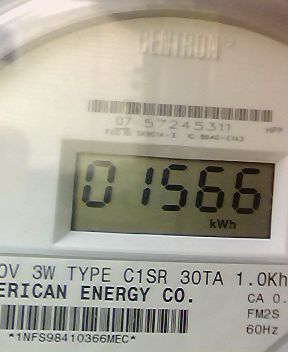 CENTRON®
07 57245311
HPP
01566
kWh
0V 3W TYPE C1SR 30TA 1.0Kh
ERICAN ENERGY CO.
CA 0.
FM2S
60Hz
*1NFS98410366MEC*